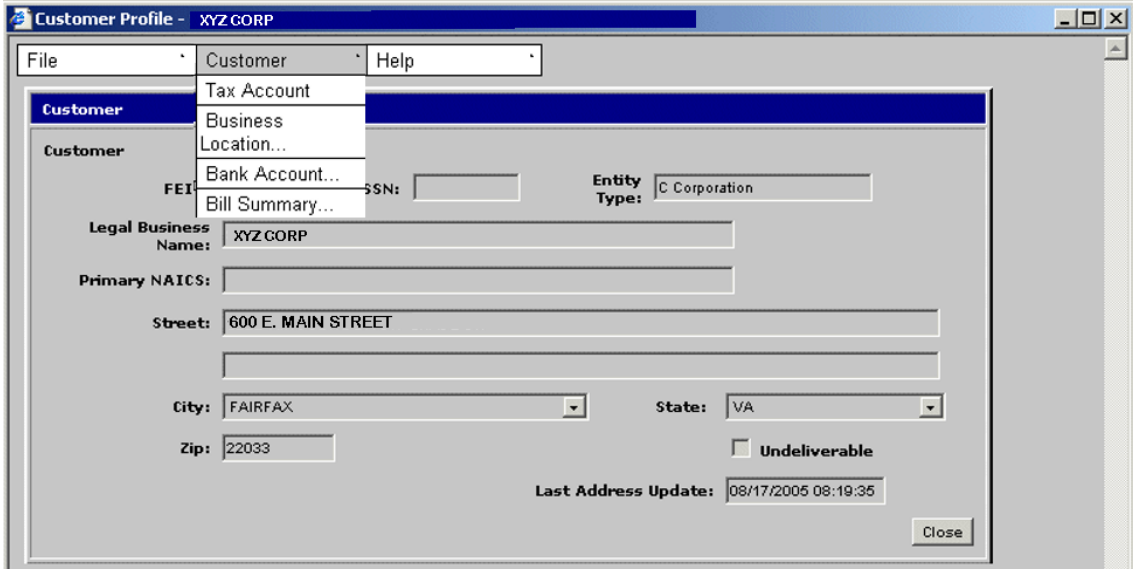 Customer Profile - XYZ CORP
File Customer Help
Tax Account
Customer
Business
Location...
Customer
Bank Account...
FEI SSN: Entity Type: C Corporation
Bill Summary...
Legal Business Name: XYZ CORP
Primary NAICS:
Street: 600 E. MAIN STREET
City: FAIRFAX State: VA
Zip: 22033 Undeliverable
Last Address Update: 08/17/2005 08:19:35
Close